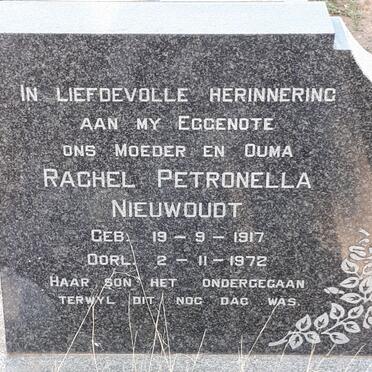 IN LIEFDEVOLLE HERINNERING
AAN MY EGGENOTE
ONS MOEDER EN OUMA
RACHEL PETRONELLA
NIEUWOUDT
GEB. 19 - 9 - 1917
OORL. 2 - 11 - 1972
HAAR SON HET ONDERGEGAAN
TERWYL DIT NOG DAG WAS.